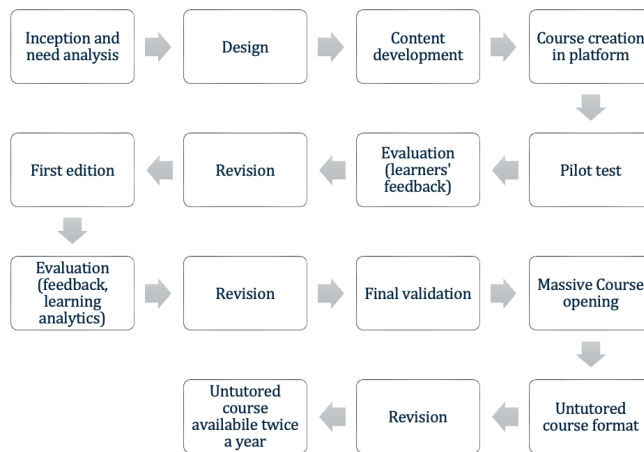 Inception and
need analysis
Design
Content
development
Course creation
in platform
Pilot test
Evaluation
(learners'
feedback)
Revision
First edition
Evaluation
(feedback,
learning
analytics)
Revision
Final validation
Massive Course
opening
Untutored
course format
Revision
Untutored
course
availabile twice
a year